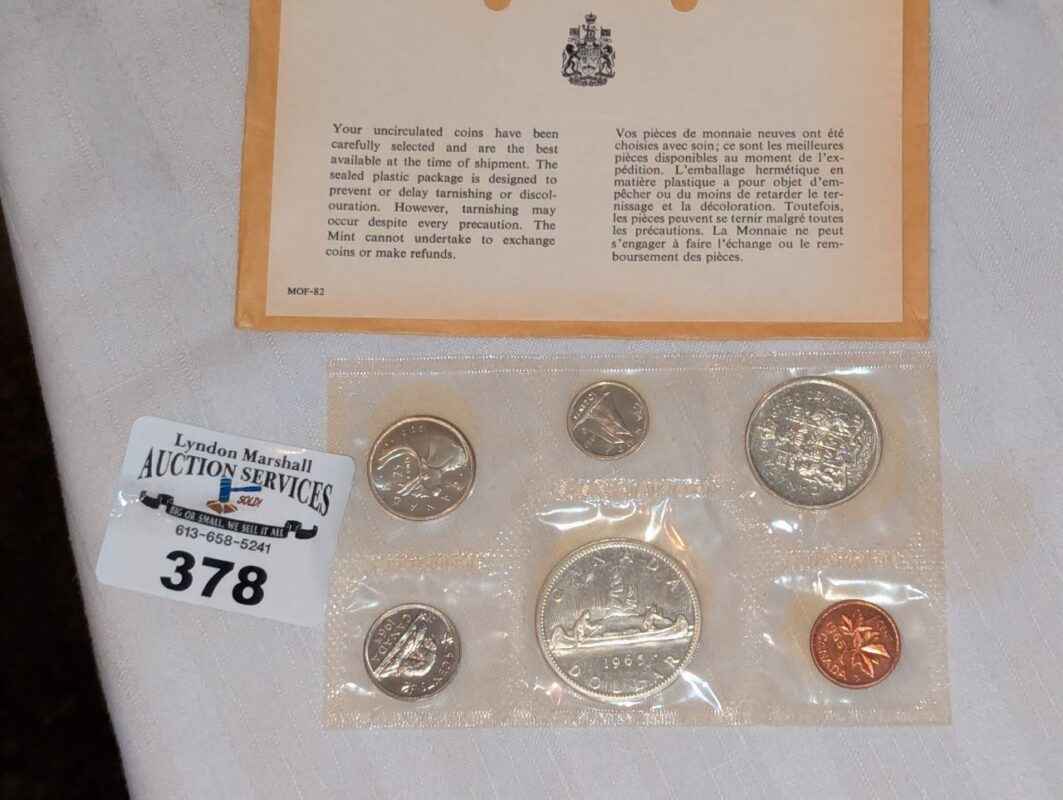 Your uncirculated coins have been
carefully selected and are the best
available at the time of shipment. The
sealed plastic package is designed to
prevent or delay tarnishing or discol-
ouration. However, tarnishing may
occur despite every precaution. The
Mint cannot undertake to exchange
coins or make refunds.
Vos pièces de monnaie neuves ont été
choisies avec soin; ce sont les meilleures
pièces disponibles au moment de l'ex-
pédition. L'emballage hermétique en
matière plastique a pour objet d'em-
pêcher ou du moins de retarder le ter-
nissage et la décoloration. Toutefois,
les pièces peuvent se ternir malgré toutes
les précautions. La Monnaie ne peut
s'engager à faire l'échange ou le rem-
boursement des pièces.
MOF-82
Lyndon Marshall
AUCTION SERVICES
SOLD!
BIG OR SMALL, WE SELL IT ALL
613-658-5241
378
CANADA
1965
DOLLAR
CANADA